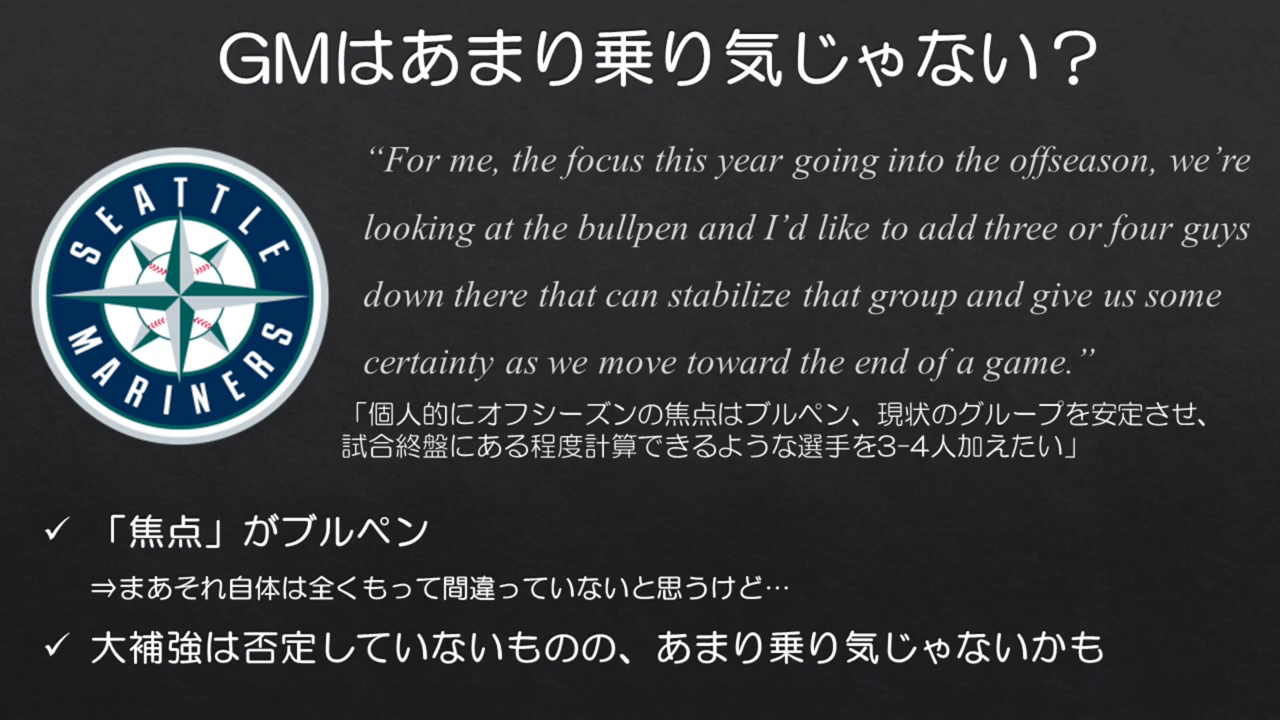 GMはあまり乗り気じゃない？
SEATTLE
MARINERS
“For me, the focus this year going into the offseason, we’re
looking at the bullpen and I’d like to add three or four guys
down there that can stabilize that group and give us some
certainty as we move toward the end of a game.”
「個人的にオフシーズンの焦点はブルペン、現状のグループを安定させ、
試合終盤にある程度計算できるような選手を3-4人加えたい」
✓ 「焦点」がブルペン
⇒まあそれ自体は全くもって間違っていないと思うけど…
✓ 大補強は否定していないものの、あまり乗り気じゃないかも